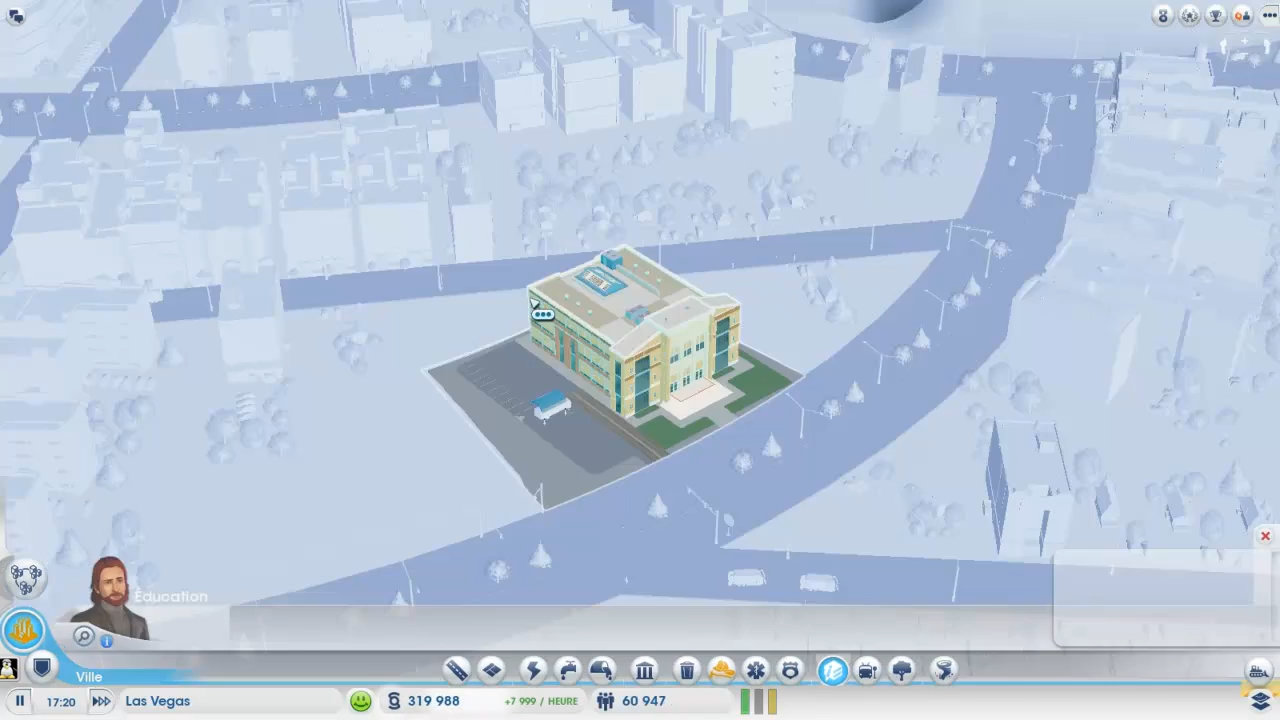 Éducation
Ville
17:20
Las Vegas
319 988
+7 999 / HEURE
60 947